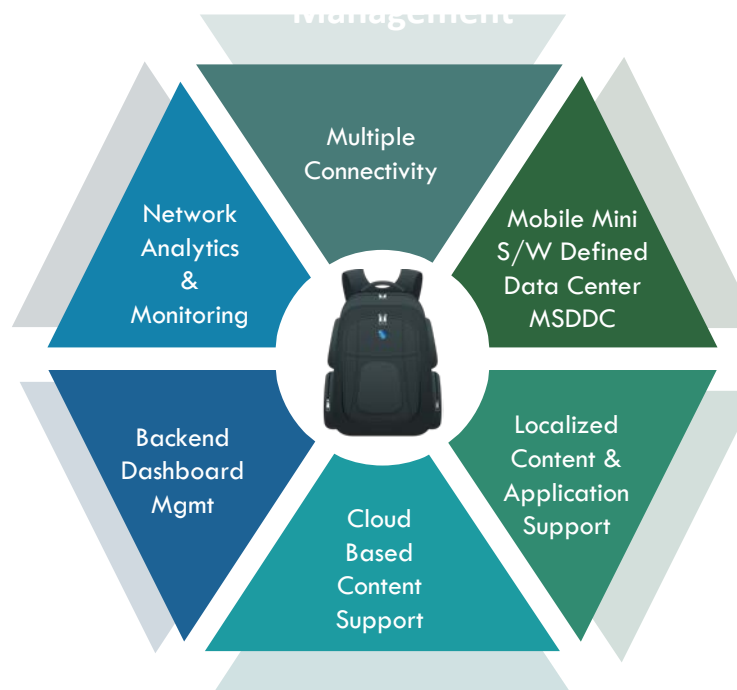 Management
Multiple
Connectivity
Mobile Mini
S/W Defined
Data Center
MSDDC
Localized
Content &
Application
Support
Cloud
Based
Content
Support
Backend
Dashboard
Mgmt
Network
Analytics
&
Monitoring